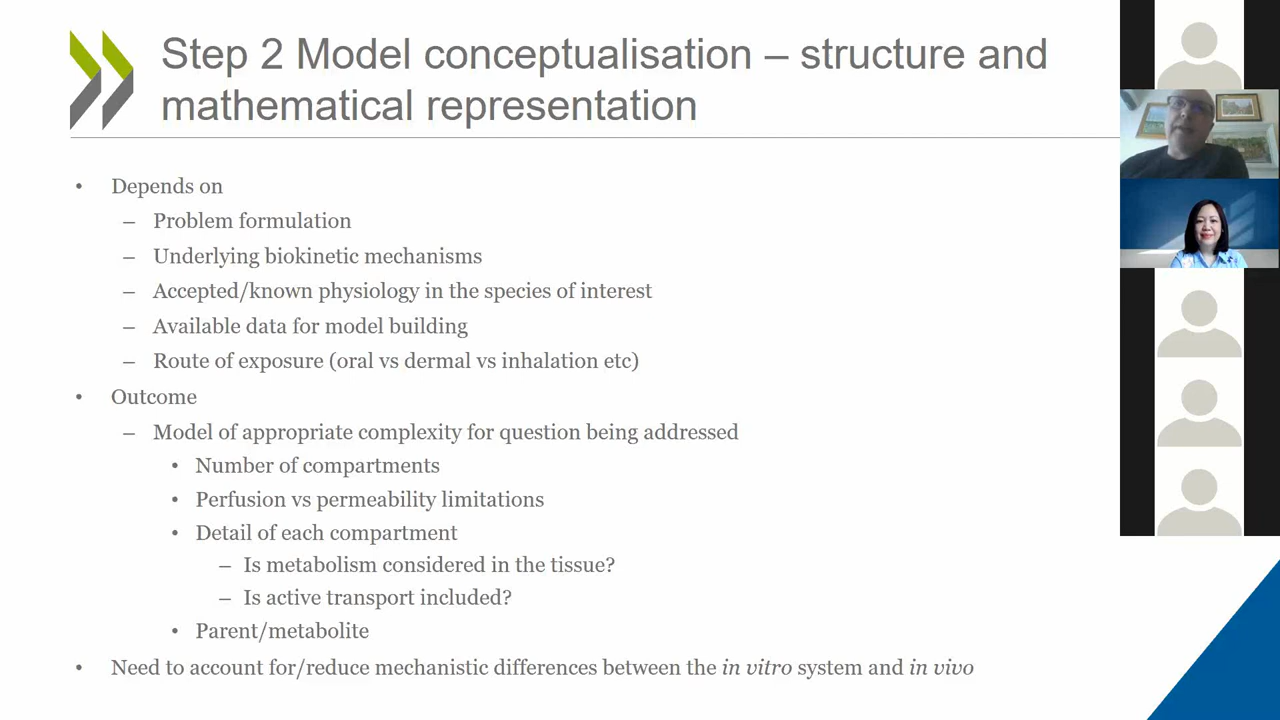 Step 2 Model conceptualisation – structure and
mathematical representation
• Depends on
– Problem formulation
– Underlying biokinetic mechanisms
– Accepted/known physiology in the species of interest
– Available data for model building
– Route of exposure (oral vs dermal vs inhalation etc)
• Outcome
– Model of appropriate complexity for question being addressed
• Number of compartments
• Perfusion vs permeability limitations
• Detail of each compartment
– Is metabolism considered in the tissue?
– Is active transport included?
• Parent/metabolite
• Need to account for/reduce mechanistic differences between the in vitro system and in vivo